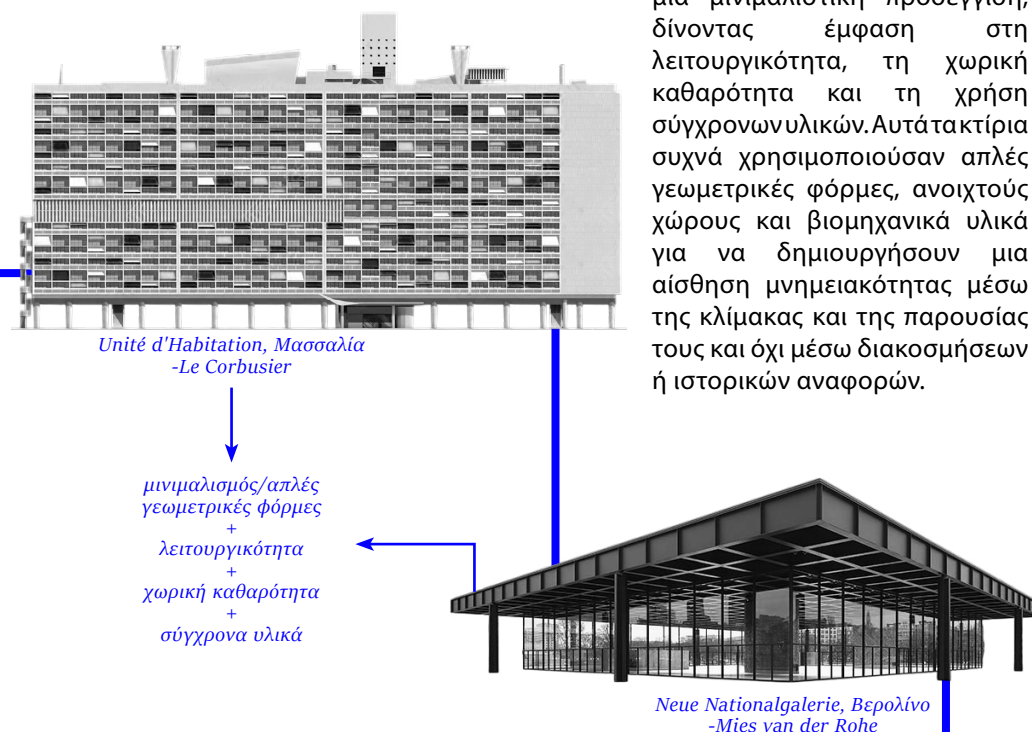 μια μινιμαλιστική προσέγγιση,
δίνοντας έμφαση στη
λειτουργικότητα, τη χωρική
καθαρότητα και τη χρήση
σύγχρονων υλικών. Αυτά τα κτίρια
συχνά χρησιμοποιούσαν απλές
γεωμετρικές φόρμες, ανοιχτούς
χώρους και βιομηχανικά υλικά
για να δημιουργήσουν μια
αίσθηση μνημειακότητας μέσω
της κλίμακας και της παρουσίας
τους και όχι μέσω διακοσμήσεων
ή ιστορικών αναφορών.
Unité d'Habitation, Μασσαλία
-Le Corbusier
μινιμαλισμός/απλές
γεωμετρικές φόρμες
+
λειτουργικότητα
+
χωρική καθαρότητα
+
σύγχρονα υλικά
Neue Nationalgalerie, Βερολίνο
-Mies van der Rohe